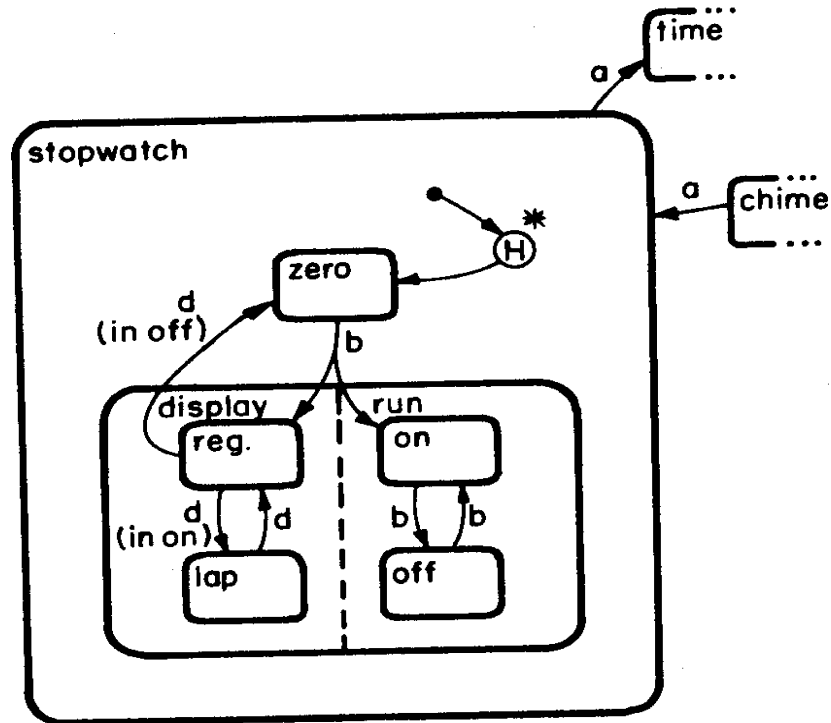 time
a
stopwatch
a
chime
*
H
zero
d
(in off)
b
display
run
reg.
on
d
(in on)
d
b
b
lap
off